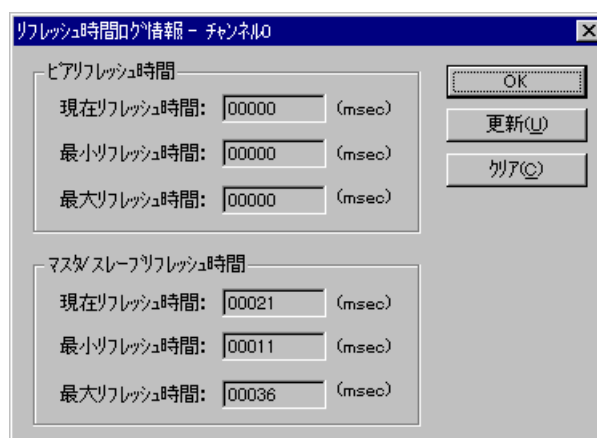 リフレッシュ時間ログ情報 - チャンネル0
ピアリフレッシュ時間
現在リフレッシュ時間: 00000 (msec)
最小リフレッシュ時間: 00000 (msec)
最大リフレッシュ時間: 00000 (msec)
OK
更新(U)
クリア(C)
マスタ/スレーブリフレッシュ時間
現在リフレッシュ時間: 00021 (msec)
最小リフレッシュ時間: 00011 (msec)
最大リフレッシュ時間: 00036 (msec)